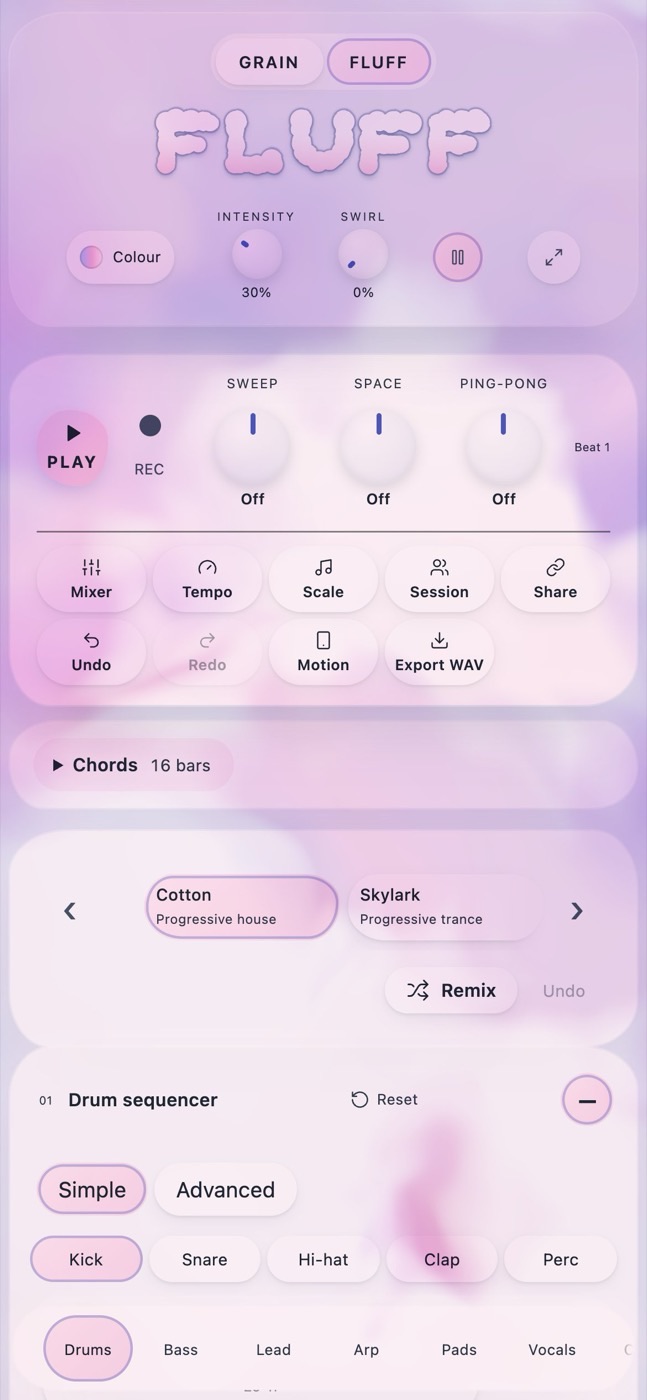 GRAIN FLUFF
FLUFF
INTENSITY SWIRL
Colour
30% 0%
SWEEP SPACE PING-PONG
PLAY REC Beat 1
Off Off Off
Mixer Tempo Scale Session Share
Undo Redo Motion Export WAV
Chords 16 bars
Cotton Skylark
Progressive house Progressive trance
Remix Undo
01 Drum sequencer Reset
Simple Advanced
Kick Snare Hi-hat Clap Perc
Drums Bass Lead Arp Pads Vocals